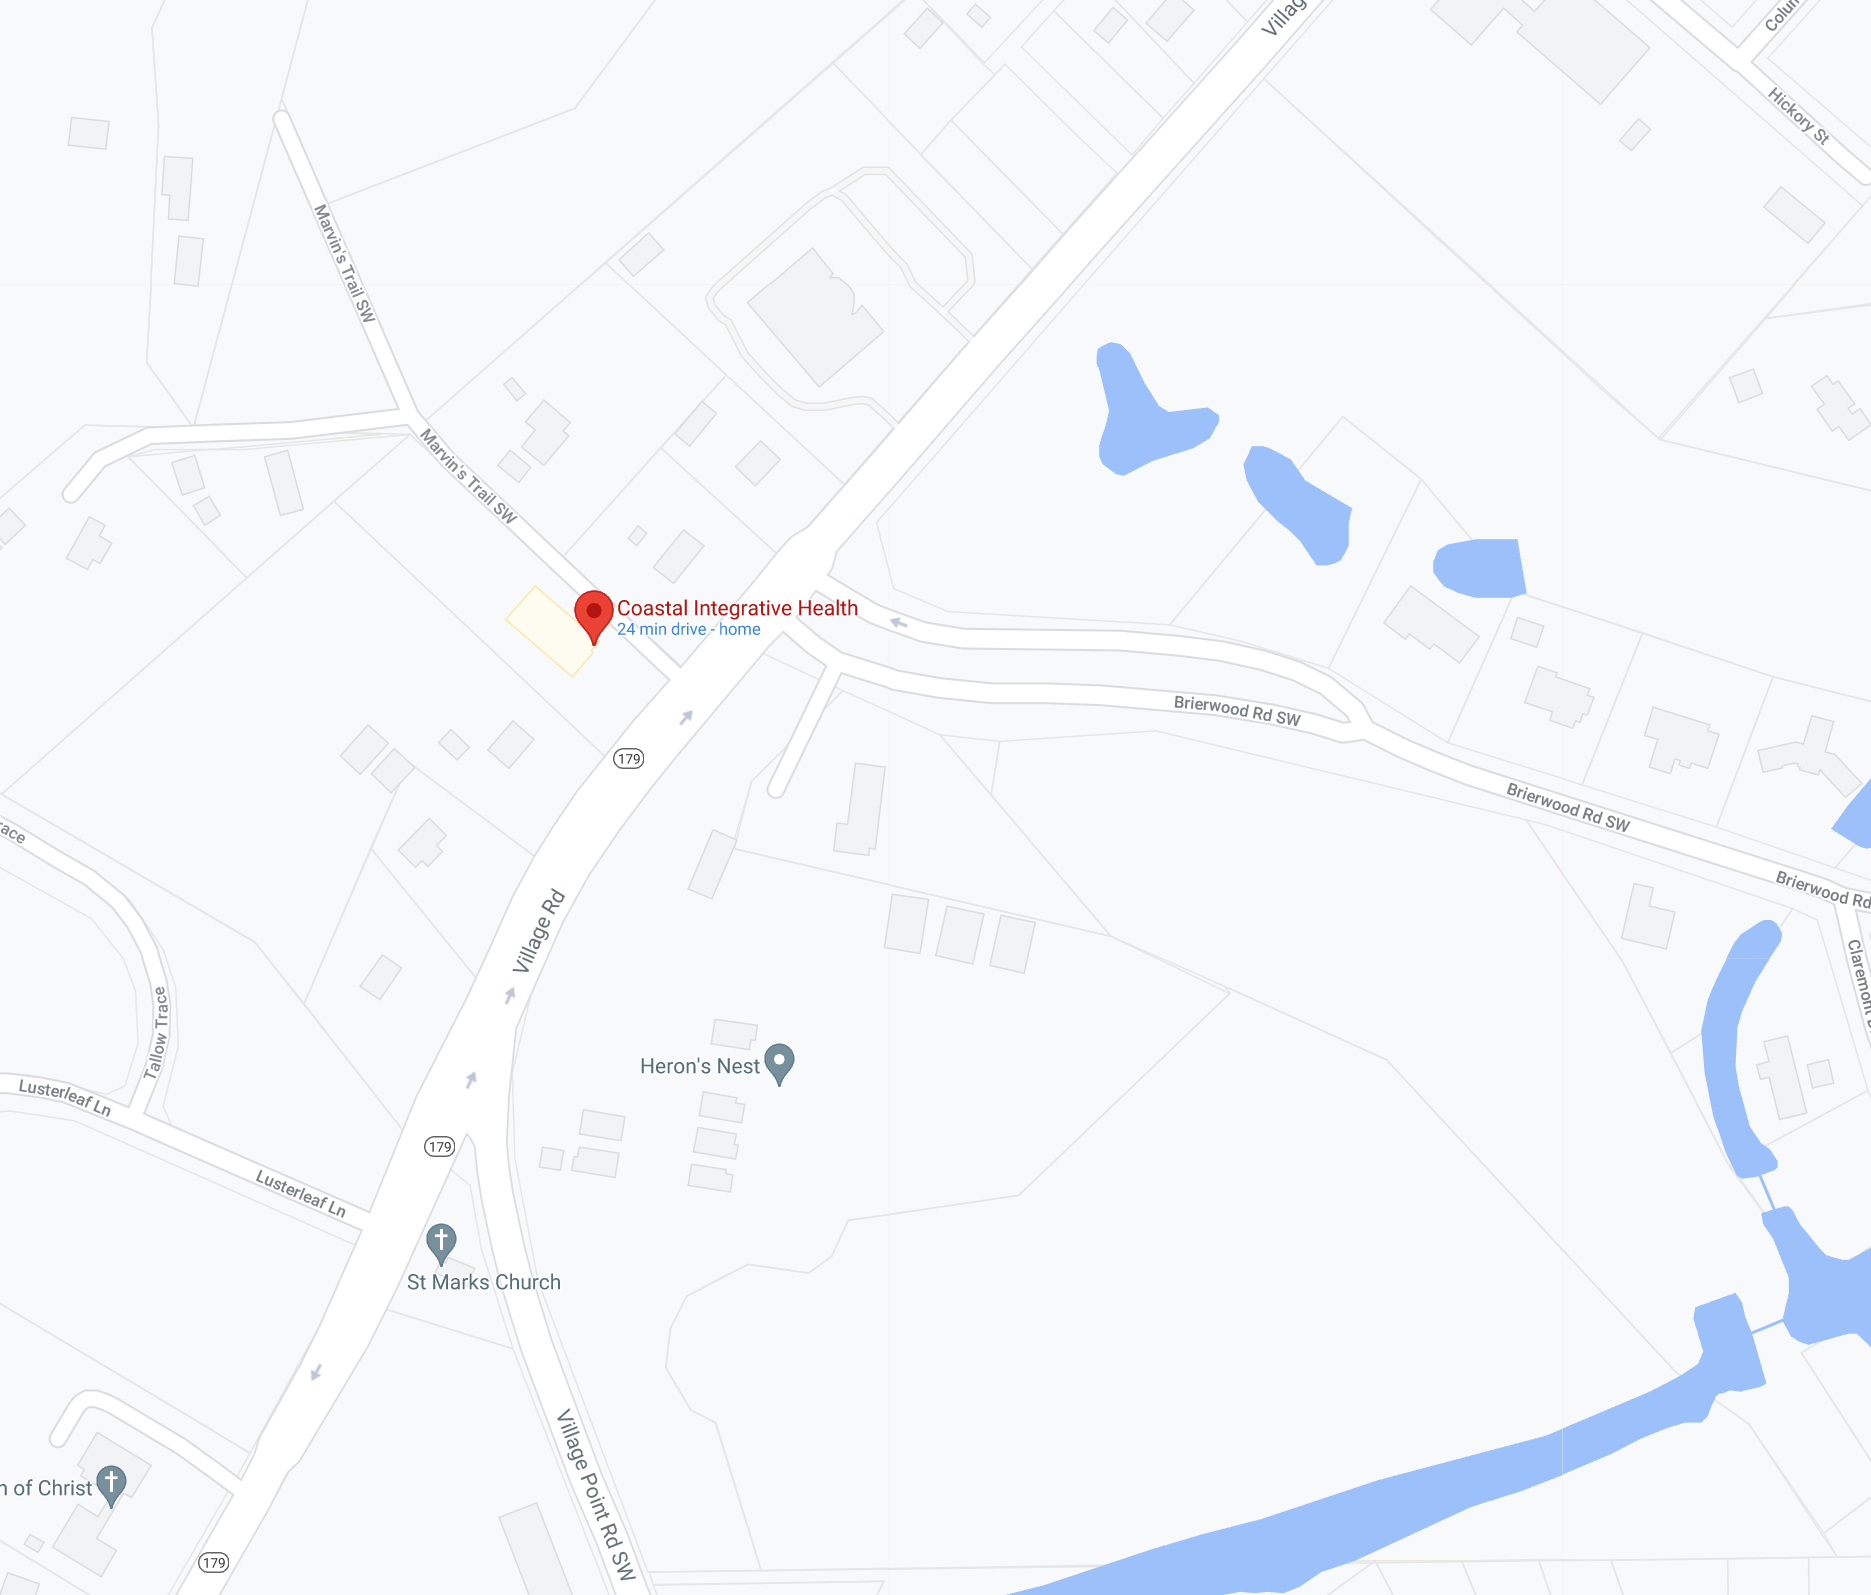 Villag
Colun
Hickory St
Marvin's Trail SW
Marvin's Trail SW
Coastal Integrative Health
24 min drive - home
Brierwood Rd SW
179
Brierwood Rd SW
race
Brierwood Rd
Village Rd
Claremont D
Tallow Trace
Heron's Nest
Lusterleaf Ln
179
Lusterleaf Ln
St Marks Church
Village Point Rd SW
n of Christ
179